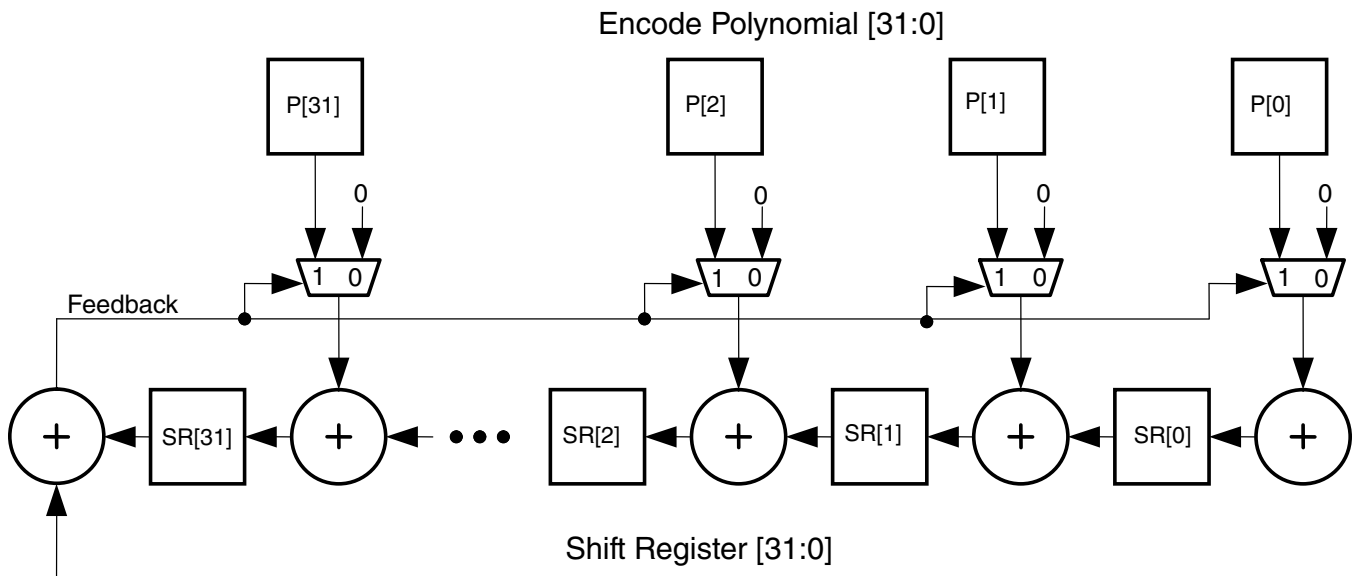 Encode Polynomial [31:0]
P[31] P[2] P[1] P[0]
0 0 0 0
1 0 1 0 1 0 1 0
Feedback
+ SR[31] + SR[2] + SR[1] + SR[0] +
Shift Register [31:0]